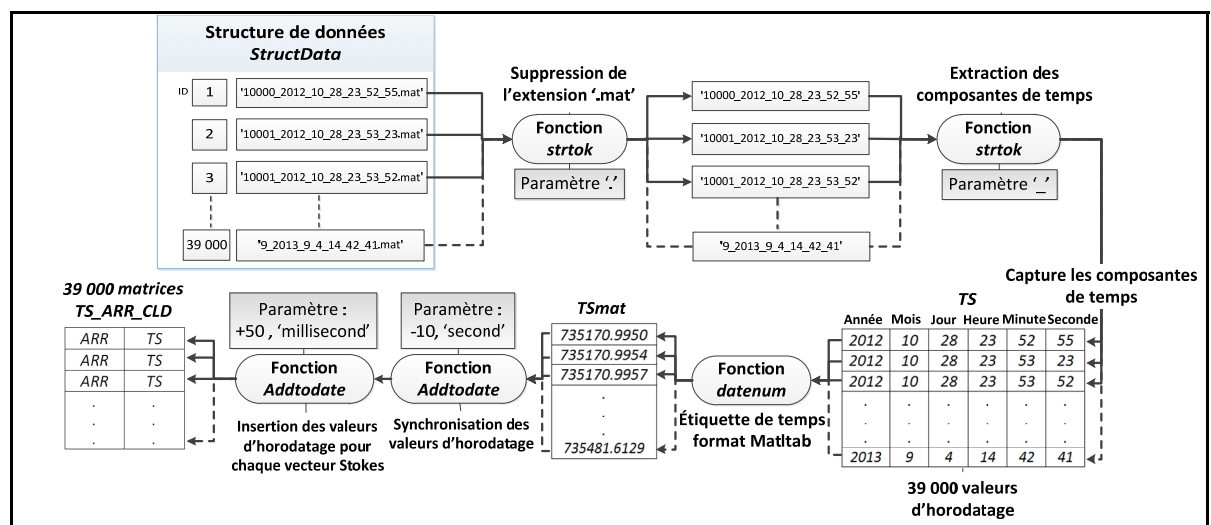 Structure de données
StructData
ID
1
'10000_2012_10_28_23_52_55.mat'
2
'10001_2012_10_28_23_53_23.mat'
3
'10001_2012_10_28_23_53_52.mat'
39 000
'9_2013_9_4_14_42_41.mat'
Suppression de
l'extension '.mat'
Fonction
strtok
Paramètre '.'
'10000_2012_10_28_23_52_55'
'10001_2012_10_28_23_53_23'
'10001_2012_10_28_23_53_52'
'9_2013_9_4_14_42_41'
Extraction des
composantes de temps
Fonction
strtok
Paramètre '_'
Capture les composantes
de temps
TS
Année Mois Jour Heure Minute Seconde
2012 10 28 23 52 55
2012 10 28 23 53 23
2012 10 28 23 53 52
. . . . . .
. . . . . .
. . . . . .
2013 9 4 14 42 41
39 000 valeurs
d'horodatage
Fonction
datenum
Étiquette de temps
format Matltab
TSmat
735170.9950
735170.9954
735170.9957
.
.
.
735481.6129
Paramètre :
-10, 'second'
Fonction
Addtodate
Synchronisation des
valeurs d'horodatage
Paramètre :
+50 , 'millisecond'
Fonction
Addtodate
Insertion des valeurs
d'horodatage pour
chaque vecteur Stokes
39 000 matrices
TS_ARR_CLD
ARR TS
ARR TS
ARR TS
. .
. .
. .